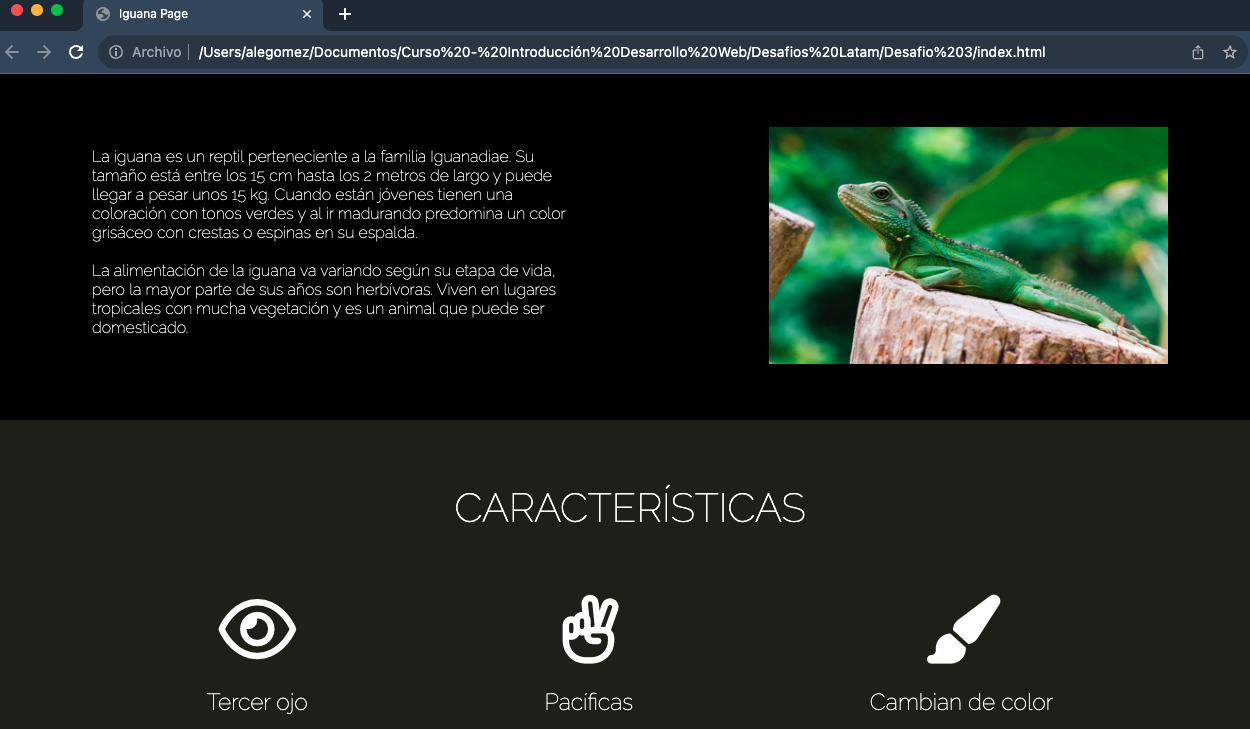 Iguana Page
Archivo | /Users/alegomez/Documentos/Curso%20-%20Introducción%20Desarrollo%20Web/Desafios%20Latam/Desafio%203/index.html
La iguana es un reptil perteneciente a la familia Iguanadiae. Su
tamaño está entre los 15 cm hasta los 2 metros de largo y puede
llegar a pesar unos 15 kg. Cuando están jóvenes tienen una
coloración con tonos verdes y al ir madurando predomina un color
grisáceo con crestas o espinas en su espalda.
La alimentación de la iguana va variando según su etapa de vida,
pero la mayor parte de sus años son herbívoras. Viven en lugares
tropicales con mucha vegetación y es un animal que puede ser
domesticado.
CARACTERÍSTICAS
Tercer ojo
Pacíficas
Cambian de color